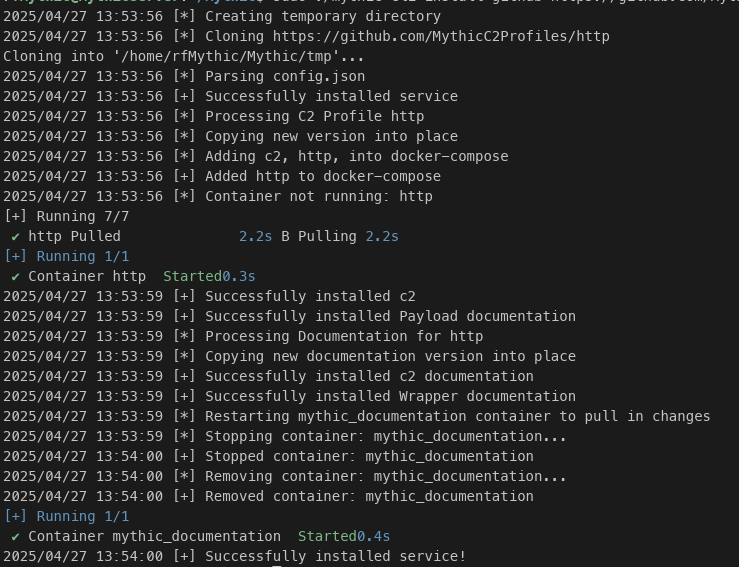 2025/04/27 13:53:56 [*] Creating temporary directory
2025/04/27 13:53:56 [*] Cloning https://github.com/MythicC2Profiles/http
Cloning into '/home/rfMythic/Mythic/tmp'...
2025/04/27 13:53:56 [*] Parsing config.json
2025/04/27 13:53:56 [+] Successfully installed service
2025/04/27 13:53:56 [*] Processing C2 Profile http
2025/04/27 13:53:56 [*] Copying new version into place
2025/04/27 13:53:56 [*] Adding c2, http, into docker-compose
2025/04/27 13:53:56 [+] Added http to docker-compose
2025/04/27 13:53:56 [*] Container not running: http
[+] Running 7/7
✔ http Pulled 2.2s B Pulling 2.2s
[+] Running 1/1
✔ Container http Started0.3s
2025/04/27 13:53:59 [+] Successfully installed c2
2025/04/27 13:53:59 [+] Successfully installed Payload documentation
2025/04/27 13:53:59 [*] Processing Documentation for http
2025/04/27 13:53:59 [*] Copying new documentation version into place
2025/04/27 13:53:59 [+] Successfully installed c2 documentation
2025/04/27 13:53:59 [+] Successfully installed Wrapper documentation
2025/04/27 13:53:59 [*] Restarting mythic_documentation container to pull in changes
2025/04/27 13:53:59 [*] Stopping container: mythic_documentation...
2025/04/27 13:54:00 [+] Stopped container: mythic_documentation
2025/04/27 13:54:00 [*] Removing container: mythic_documentation...
2025/04/27 13:54:00 [+] Removed container: mythic_documentation
[+] Running 1/1
✔ Container mythic_documentation Started0.4s
2025/04/27 13:54:00 [+] Successfully installed service!